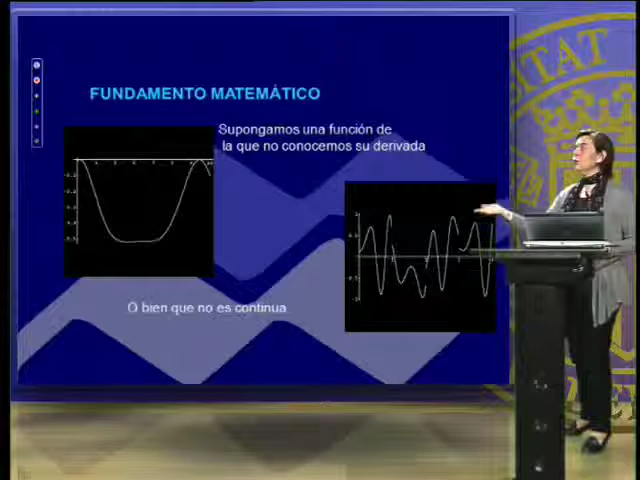 FUNDAMENTO MATEMÁTICO
Supongamos una función de
la que no conocemos su derivada
O bien que no es continua